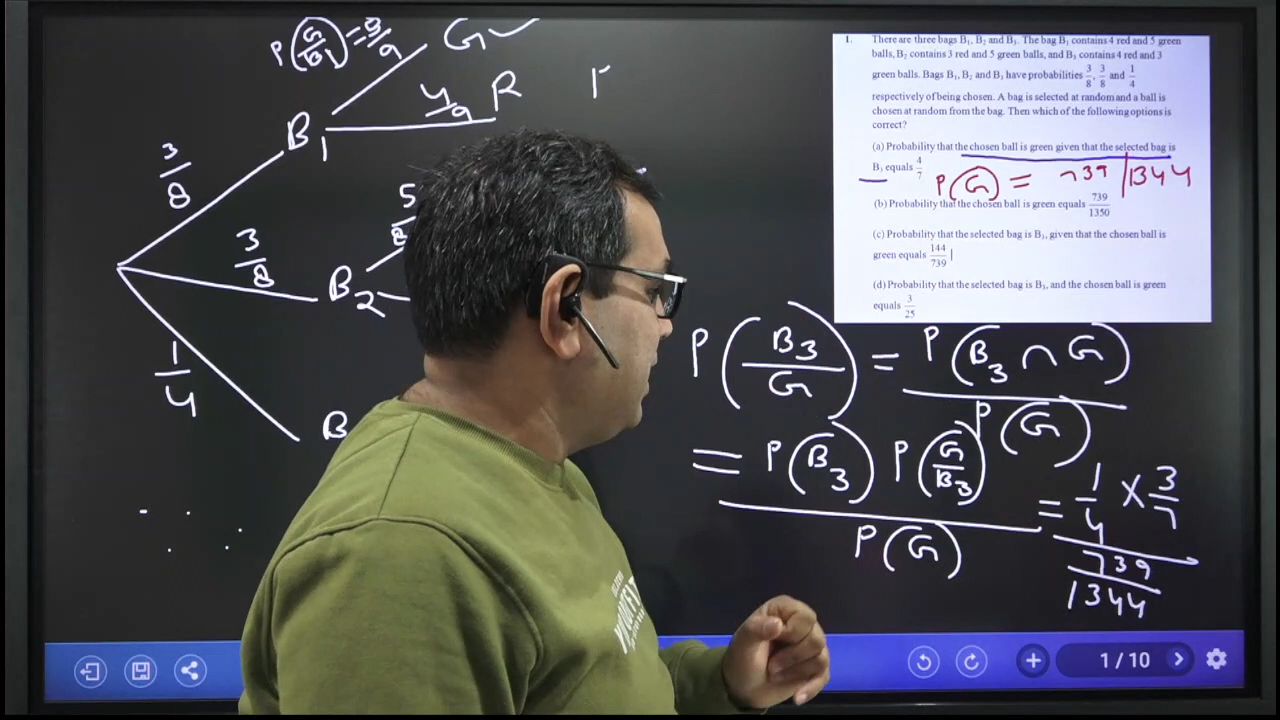 P(G/B1) = 5/9
G
4/9 R
B1
3/8
5/8
3/8
B2
1/4
B
1. There are three bags B1, B2 and B3. The bag B1 contains 4 red and 5 green
balls, B2 contains 3 red and 5 green balls, and B3 contains 4 red and 3
green balls. Bags B1, B2 and B3 have probabilities 3/8, 3/8 and 1/4
respectively of being chosen. A bag is selected at random and a ball is
chosen at random from the bag. Then which of the following options is
correct?
(a) Probability that the chosen ball is green given that the selected bag is
B3 equals 4/7
P(G) = 739/1344
(b) Probability that the chosen ball is green equals 739/1350
(c) Probability that the selected bag is B3, given that the chosen ball is
green equals 144/739
(d) Probability that the selected bag is B3, and the chosen ball is green
equals 3/25
P(B3/G) = P(B3 ∩ G)/P(G)
= P(B3) P(G/B3)/P(G)
= 1/4 × 3/7
739/1344
1 / 10